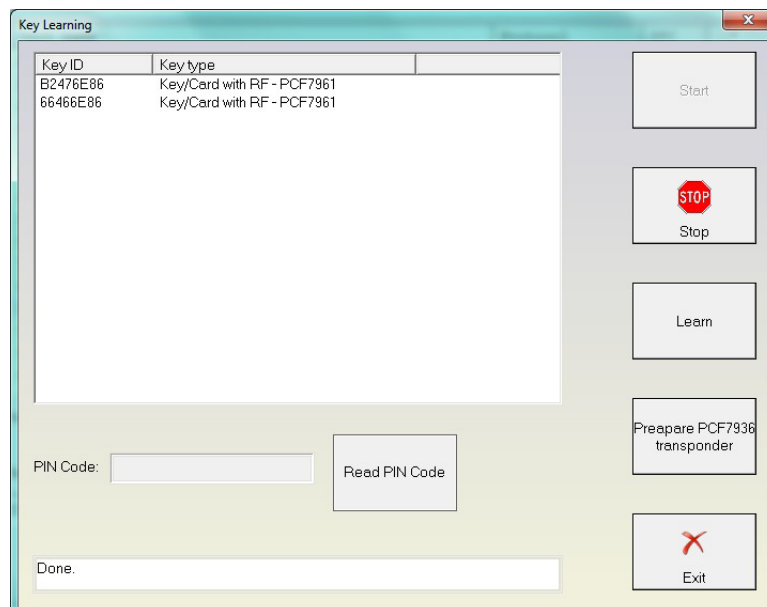 Key Learning
Key ID Key type
B2476E86 Key/Card with RF - PCF7961
66466E86 Key/Card with RF - PCF7961
Start
STOP
Stop
Learn
Preapare PCF7936
transponder
PIN Code:
Read PIN Code
Done.
Exit